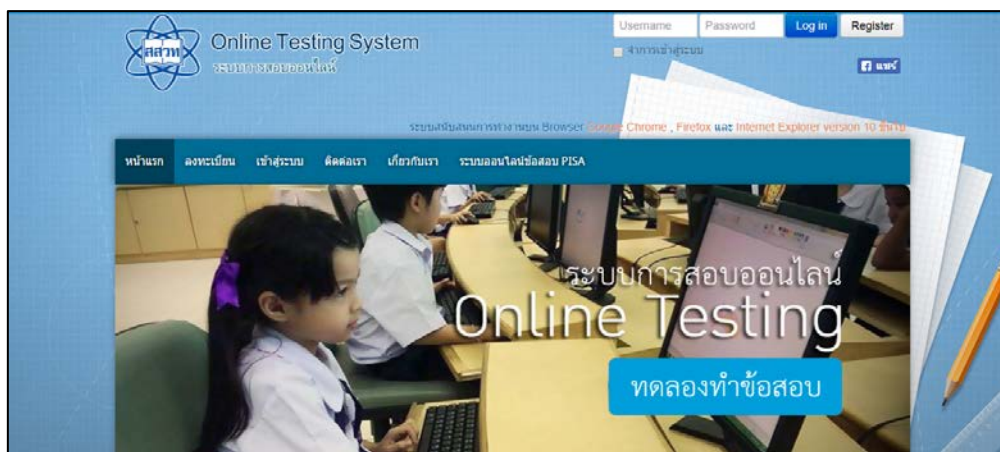 Username Password Log in Register
สสวท Online Testing System
ระบบการสอบออนไลน์
จำการเข้าสู่ระบบ
แชร์
ระบบสนับสนุนการทำงานบน Browser Google Chrome , Firefox และ Internet Explorer version 10 ขึ้นไป
หน้าแรก ลงทะเบียน เข้าสู่ระบบ ติดต่อเรา เกี่ยวกับเรา ระบบออนไลน์ข้อสอบ PISA
ระบบการสอบออนไลน์
Online Testing
ทดลองทำข้อสอบ